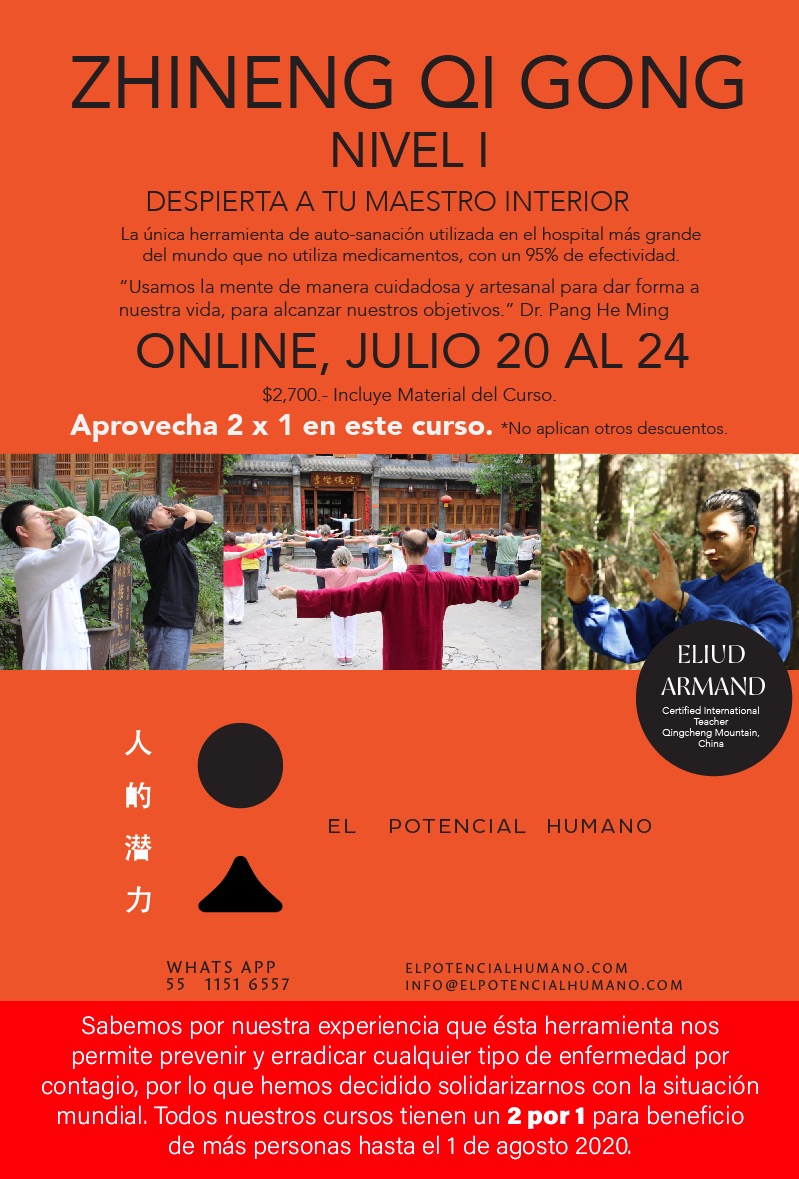 ZHINENG QI GONG
NIVEL I
DESPIERTA A TU MAESTRO INTERIOR
La única herramienta de auto-sanación utilizada en el hospital más grande
del mundo que no utiliza medicamentos, con un 95% de efectividad.
“Usamos la mente de manera cuidadosa y artesanal para dar forma a
nuestra vida, para alcanzar nuestros objetivos.” Dr. Pang He Ming
ONLINE, JULIO 20 AL 24
$2,700.- Incluye Material del Curso.
Aprovecha 2 x 1 en este curso. *No aplican otros descuentos.
ELIUD
ARMAND
Certified International
Teacher
Qingcheng Mountain,
China
人
的
潜
力
EL POTENCIAL HUMANO
WHATS APP
55 1151 6557
ELPOTENCIALHUMANO.COM
INFO@ELPOTENCIALHUMANO.COM
Sabemos por nuestra experiencia que ésta herramienta nos
permite prevenir y erradicar cualquier tipo de enfermedad por
contagio, por lo que hemos decidido solidarizarnos con la situación
mundial. Todos nuestros cursos tienen un 2 por 1 para beneficio
de más personas hasta el 1 de agosto 2020.